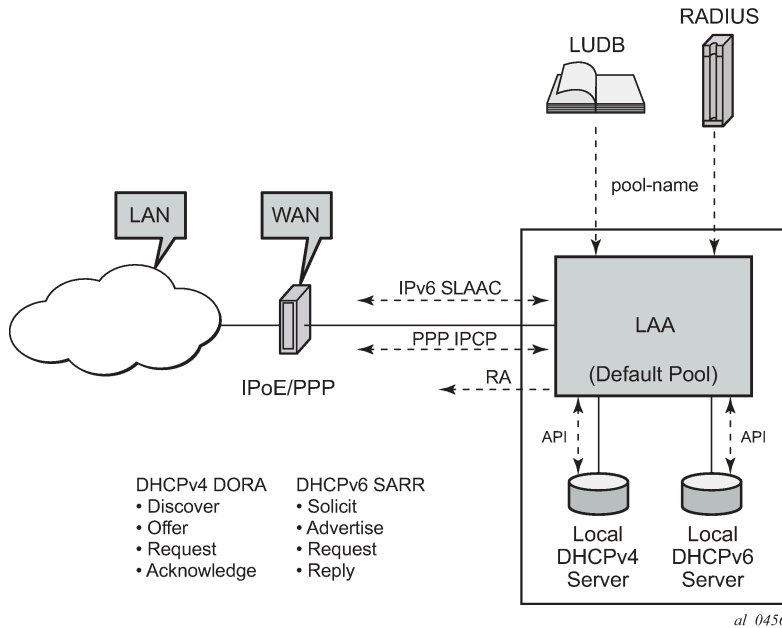 RADIUS
LUDB
pool-name
LAN
WAN
IPv6 SLAAC
LAA
PPP IPCP
(Default Pool)
RA
IPoE/PPP
API
API
DHCPv4 DORA
• Discover
• Offer
• Request
• Acknowledge
DHCPv6 SARR
• Solicit
• Advertise
• Request
• Reply
Local
DHCPv4
Server
Local
DHCPv6
Server